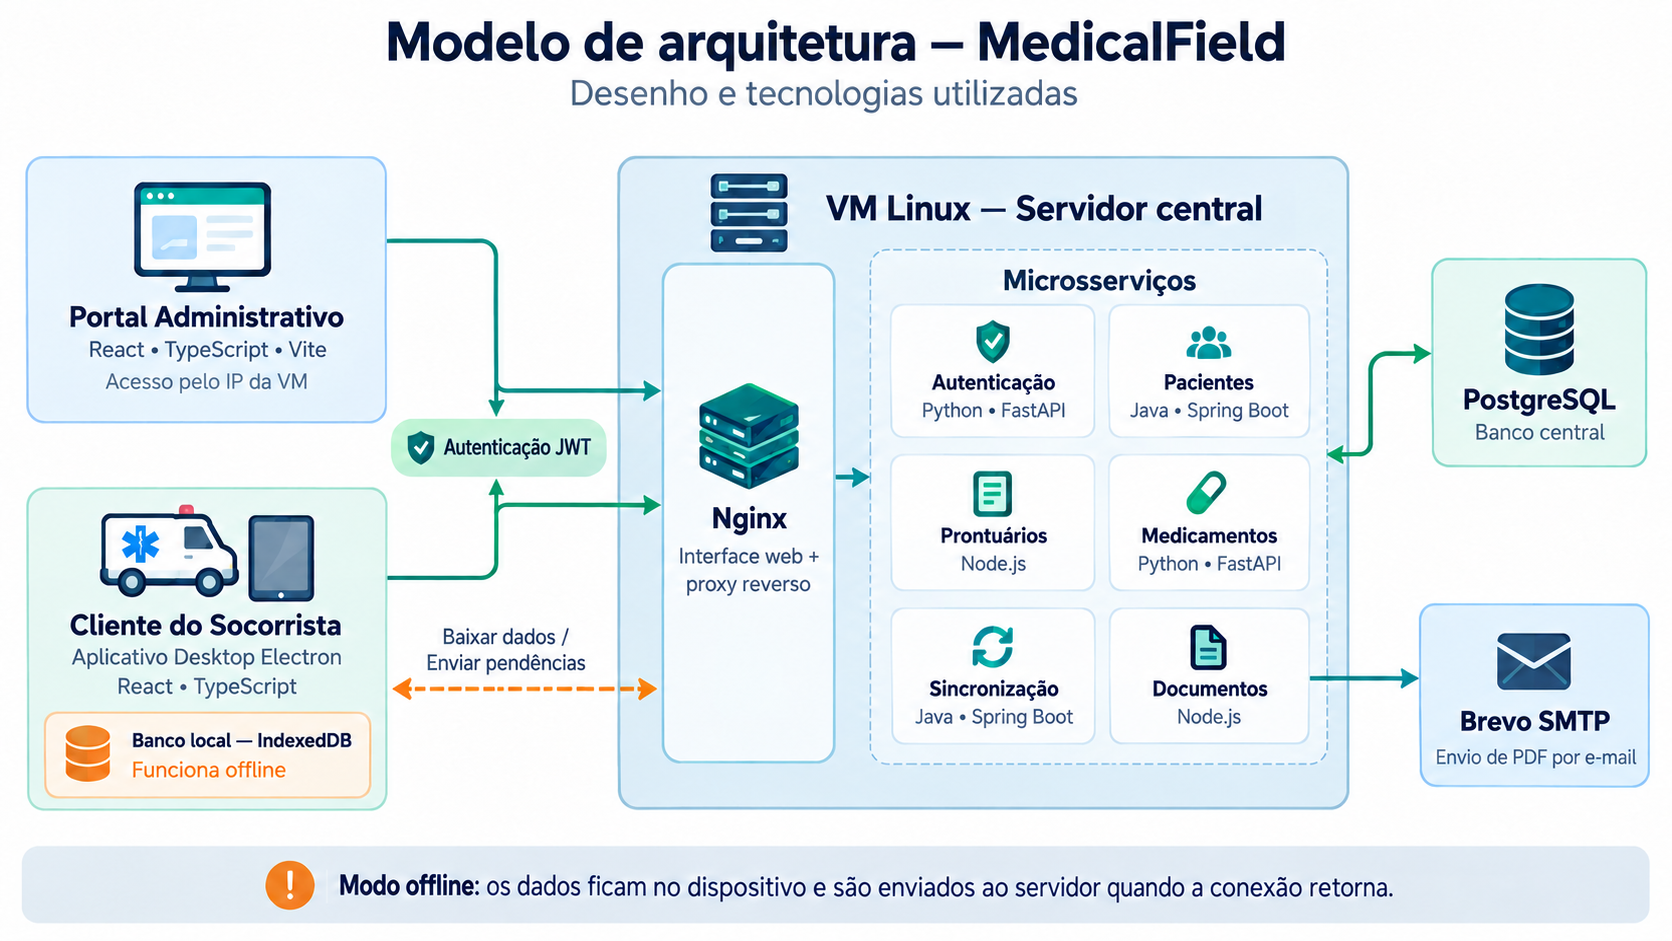 Modelo de arquitetura – MedicalField
Desenho e tecnologias utilizadas
Portal Administrativo
React • TypeScript • Vite
Acesso pelo IP da VM
Autenticação JWT
Cliente do Socorrista
Aplicativo Desktop Electron
React • TypeScript
Banco local — IndexedDB
Funciona offline
Baixar dados /
Enviar pendências
VM Linux — Servidor central
Nginx
Interface web +
proxy reverso
Microsserviços
Autenticação
Python • FastAPI
Pacientes
Java • Spring Boot
Prontuários
Node.js
Medicamentos
Python • FastAPI
Sincronização
Java • Spring Boot
Documentos
Node.js
PostgreSQL
Banco central
Brevo SMTP
Envio de PDF por e-mail
Modo offline: os dados ficam no dispositivo e são enviados ao servidor quando a conexão retorna.